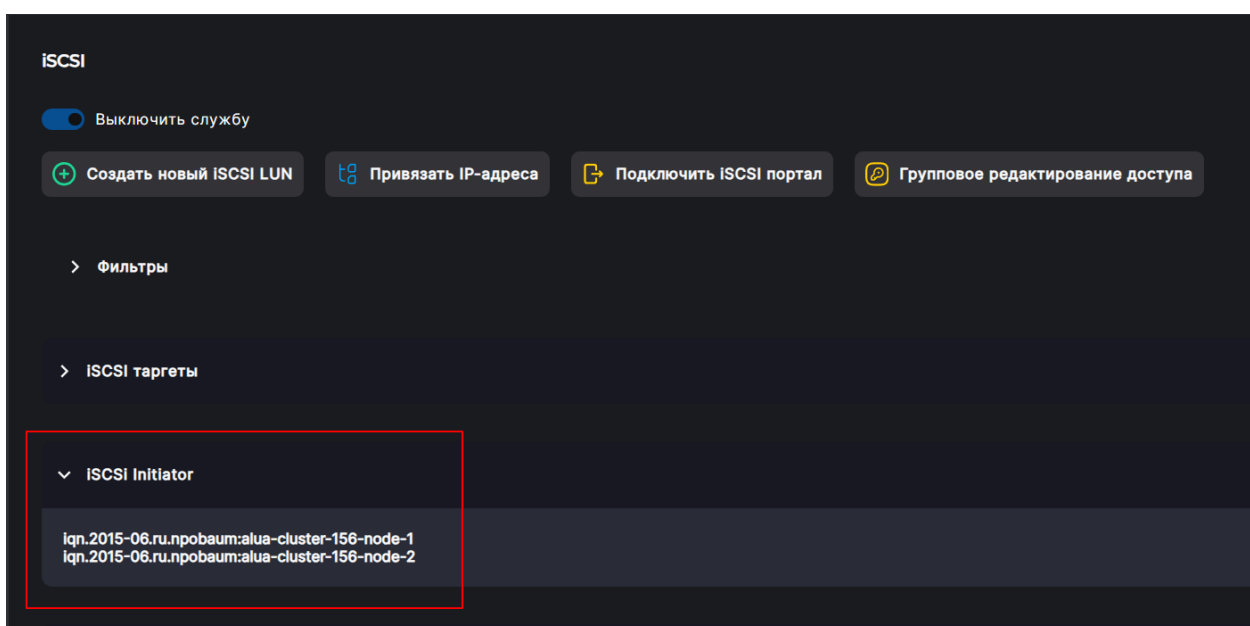 iSCSI
Выключить службу
Создать новый iSCSI LUN
Привязать IP-адреса
Подключить iSCSI портал
Групповое редактирование доступа
Фильтры
iSCSI таргеты
iSCSi Initiator
iqn.2015-06.ru.npobaum:alua-cluster-156-node-1
iqn.2015-06.ru.npobaum:alua-cluster-156-node-2